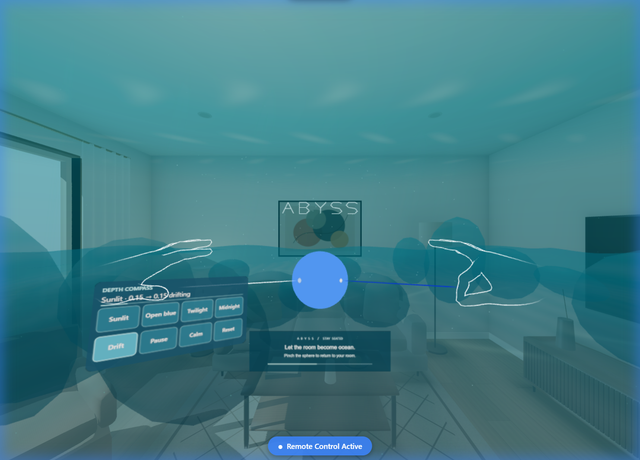 ABYSS
DEPTH COMPASS
Sunlit · 0.15 → 0.15 drifting
Sunlit
Open blue
Twilight
Midnight
Drift
Pause
Calm
Reset
Let the room become ocean.
Pinch the sphere to return to your room.
Remote Control Active